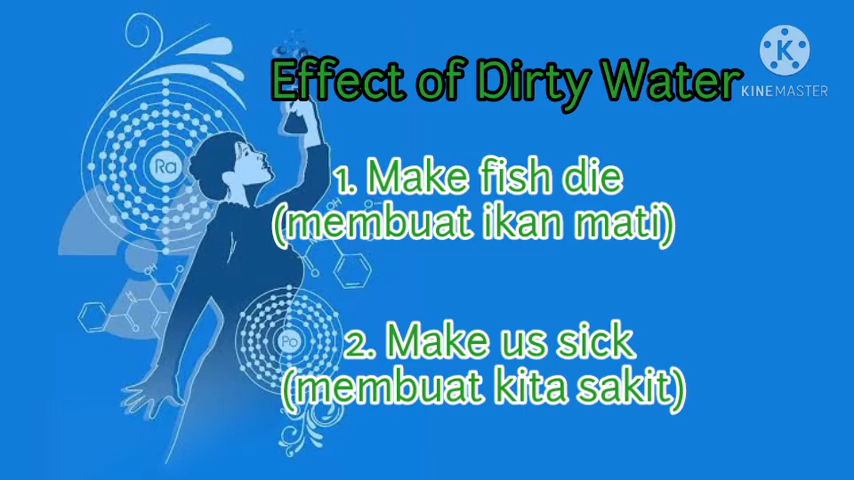 Effect of Dirty Water
K
KINEMASTER
1. Make fish die
(membuat ikan mati)
2. Make us sick
(membuat kita sakit)
Ra
Po
OH
O